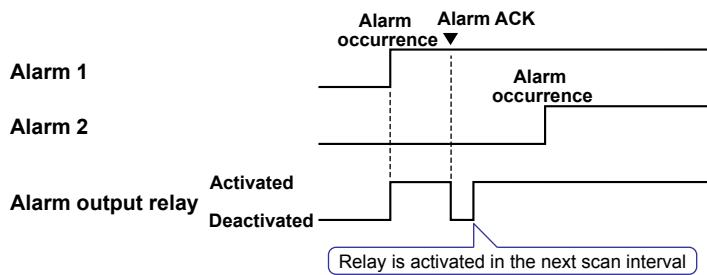 Alarm
occurrence
Alarm ACK
Alarm 1
Alarm
occurrence
Alarm 2
Alarm output relay
Activated
Deactivated
Relay is activated in the next scan interval